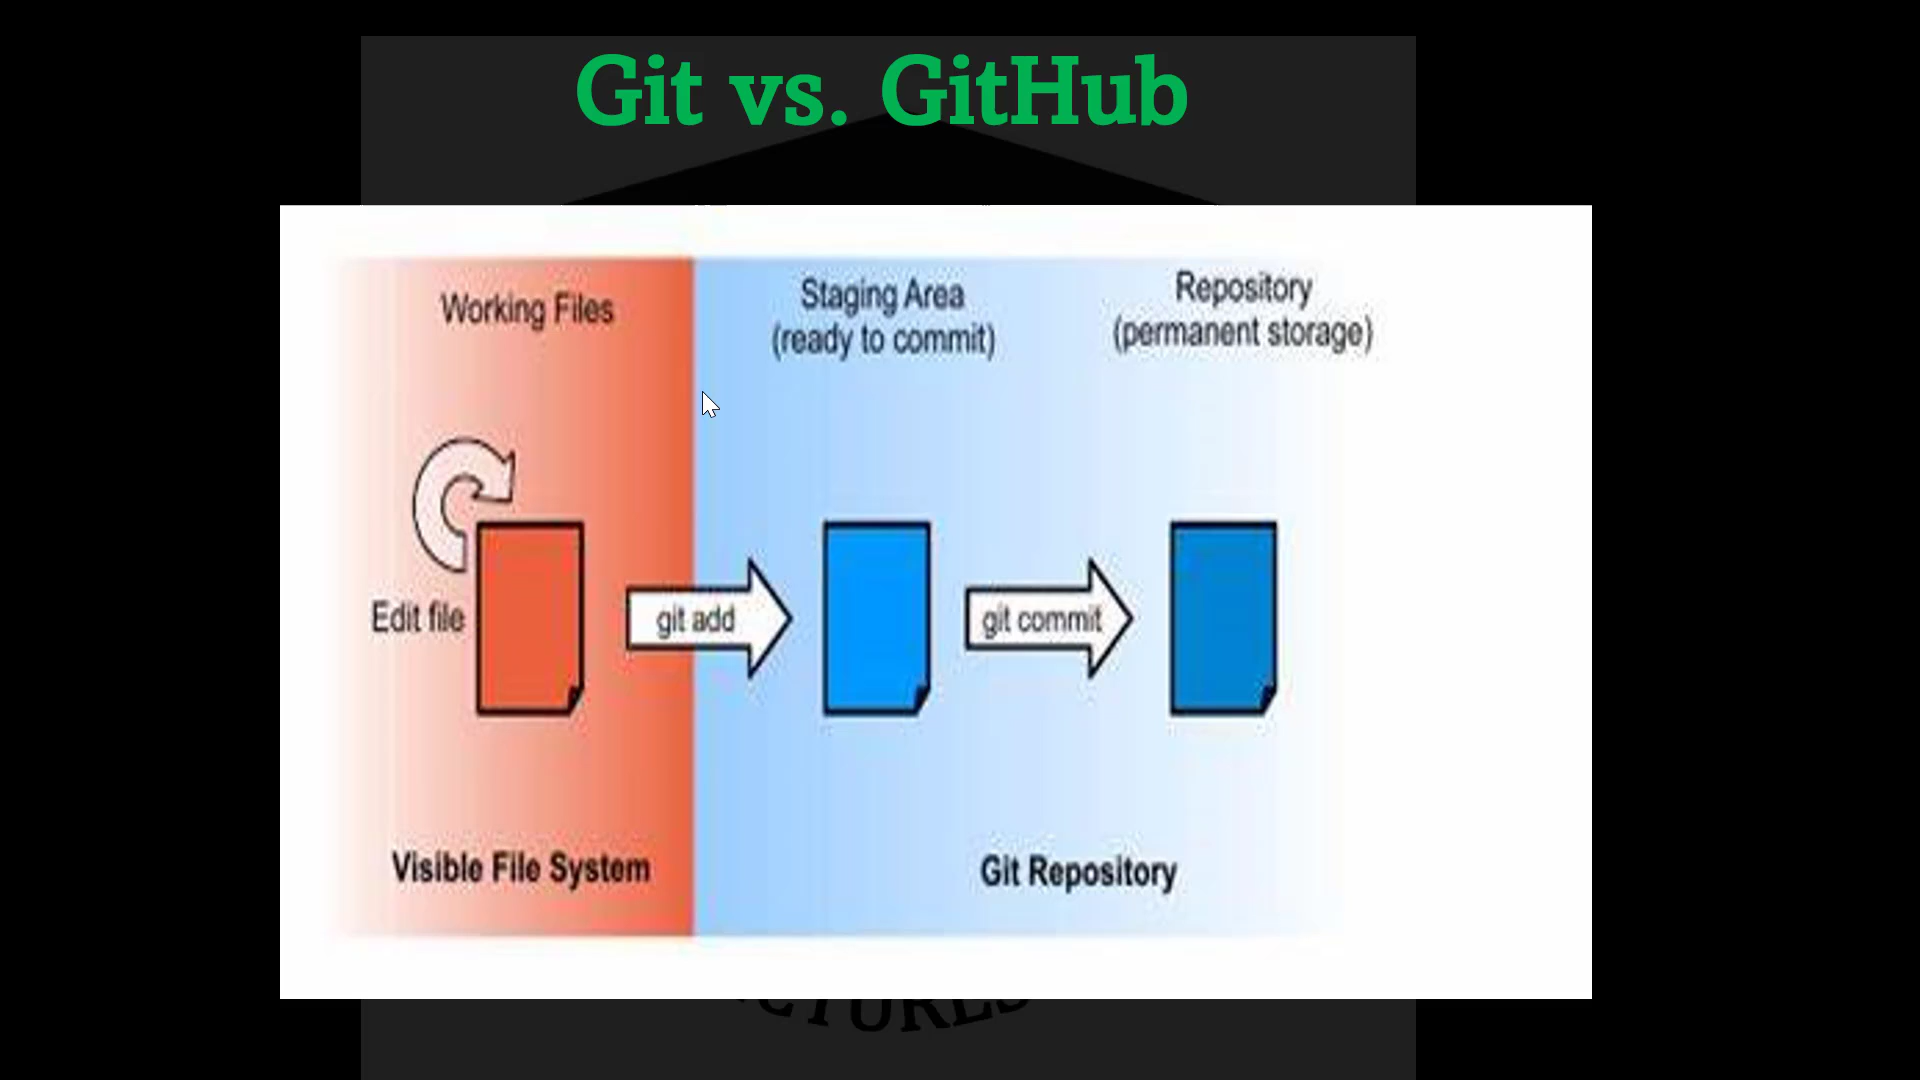 Git vs. GitHub
Working Files
Staging Area
(ready to commit)
Repository
(permanent storage)
Edit file
git add
git commit
Visible File System
Git Repository